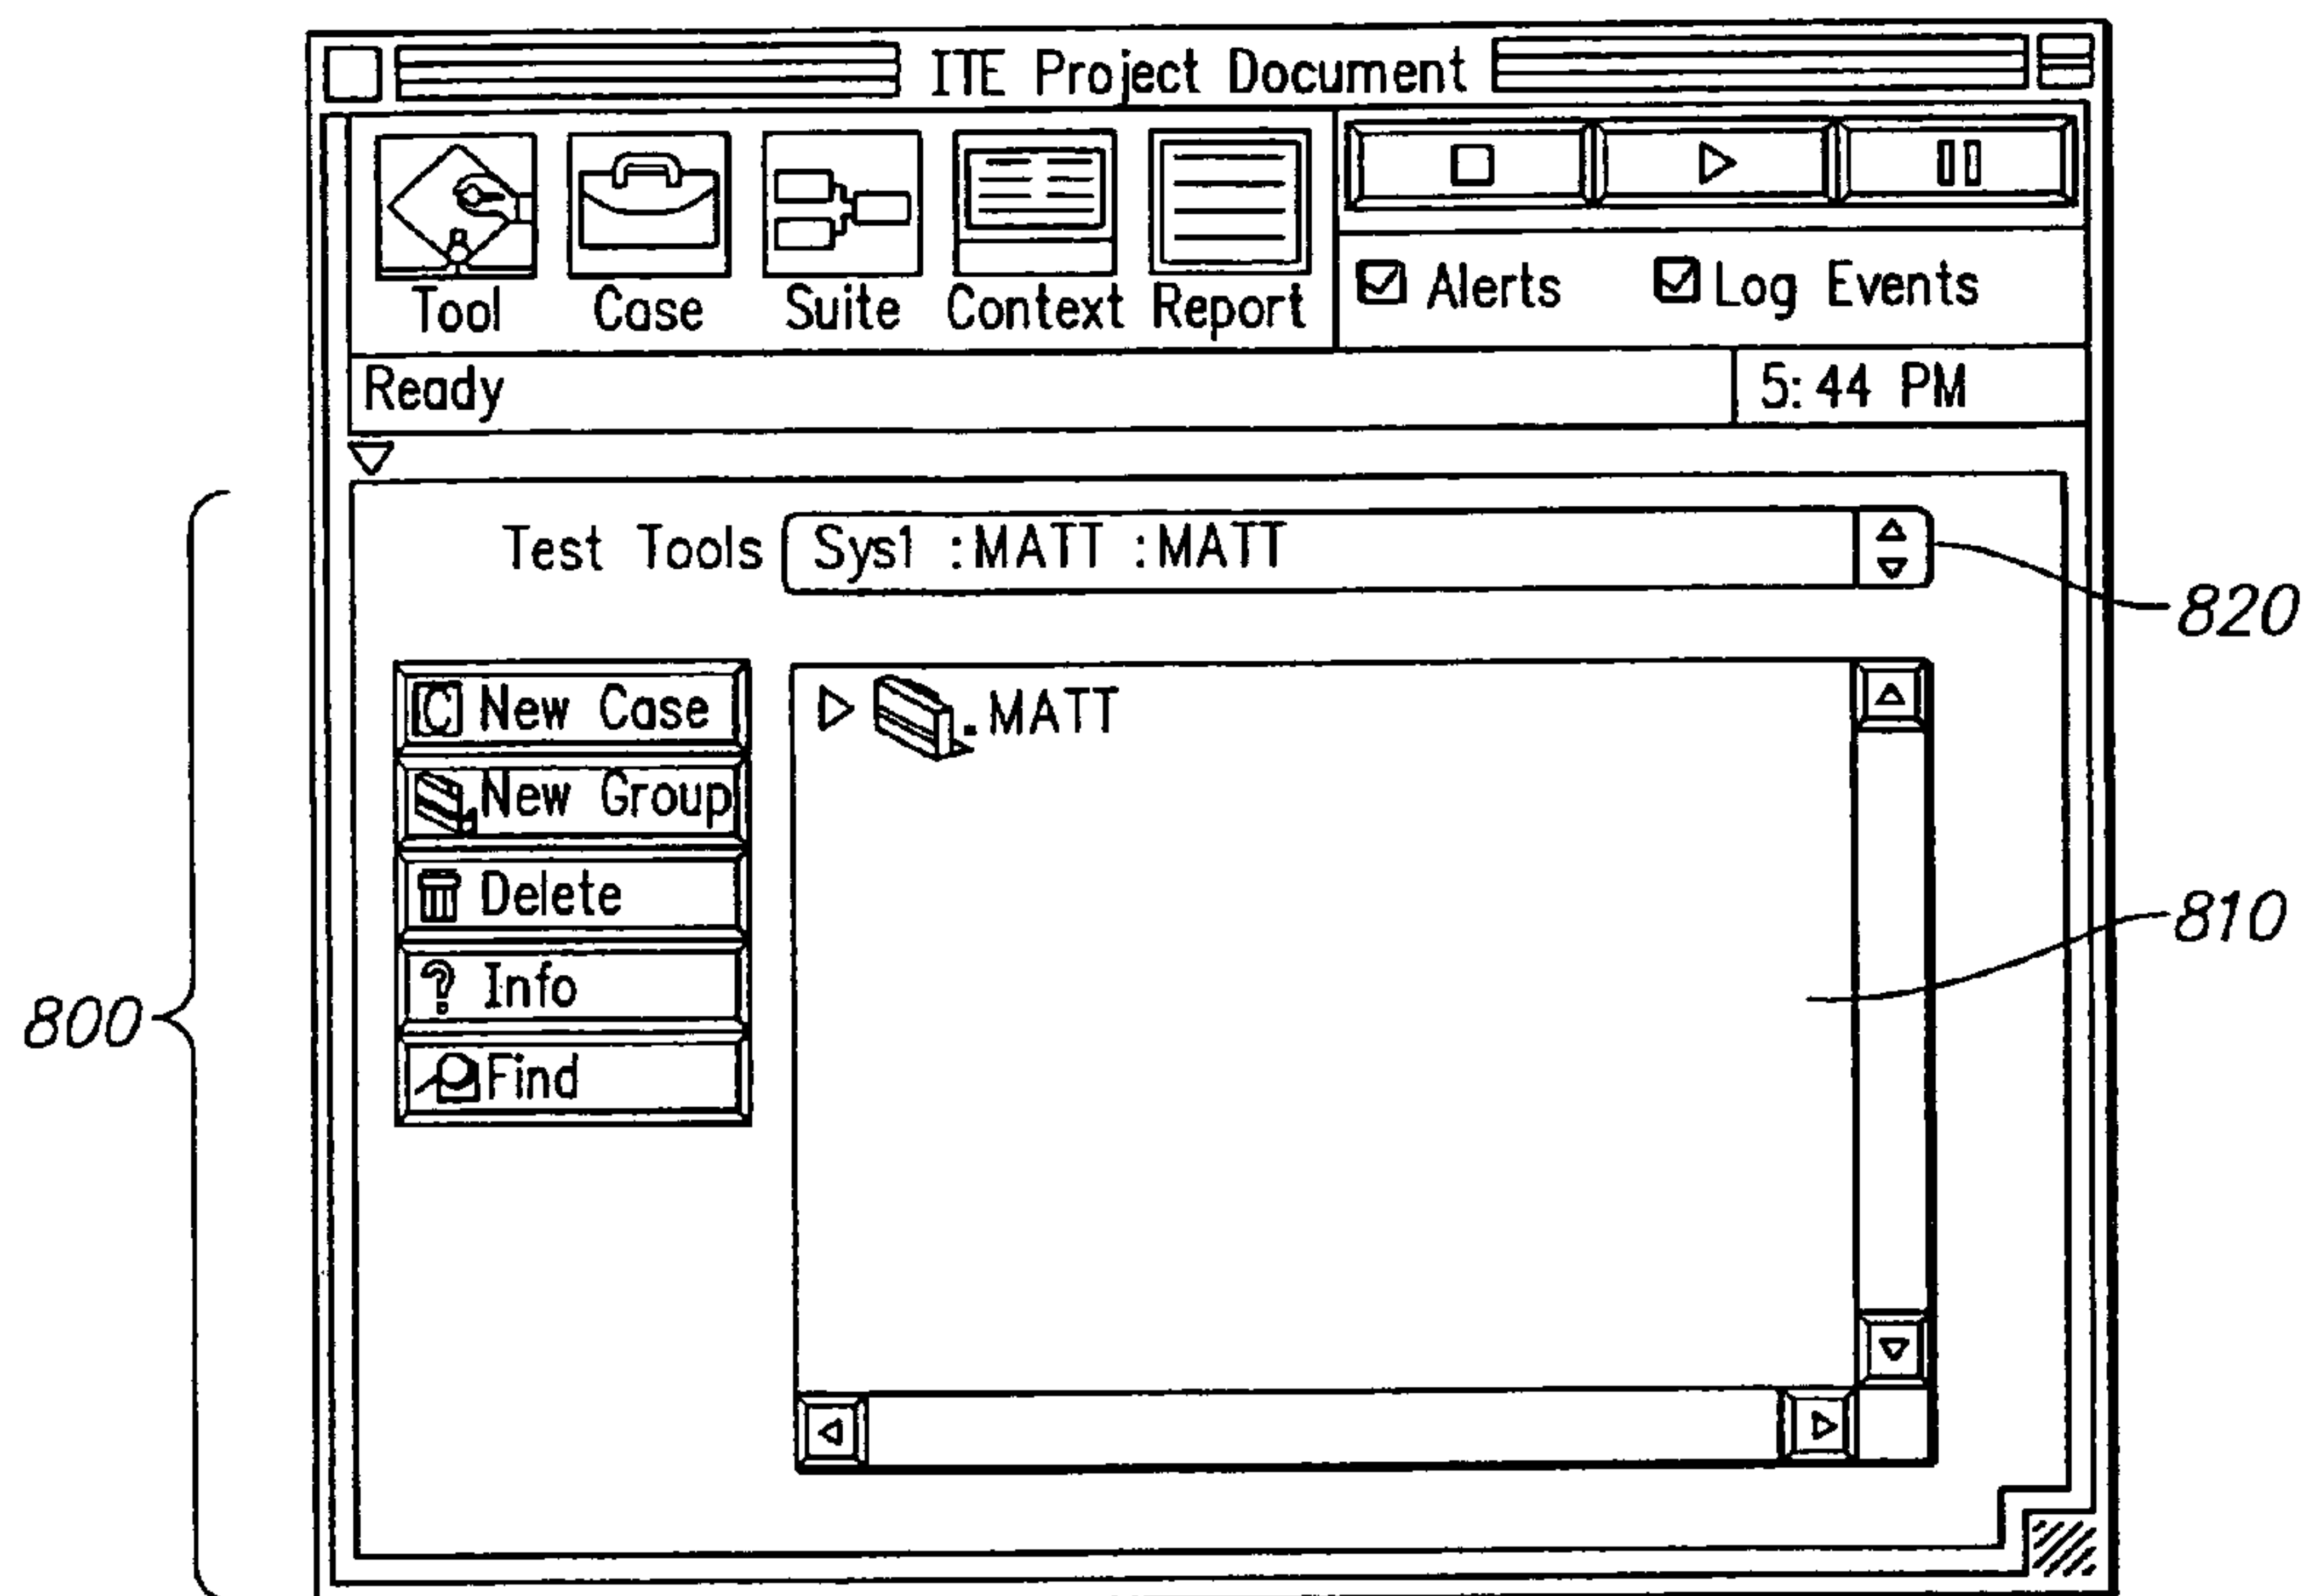 ITE Project Document
Tool Case Suite Context Report
Alerts Log Events
Ready 5:44 PM
Test Tools Sys1 :MATT :MATT
820
C New Case
.MATT
New Group
Delete
810
? Info
800
Find